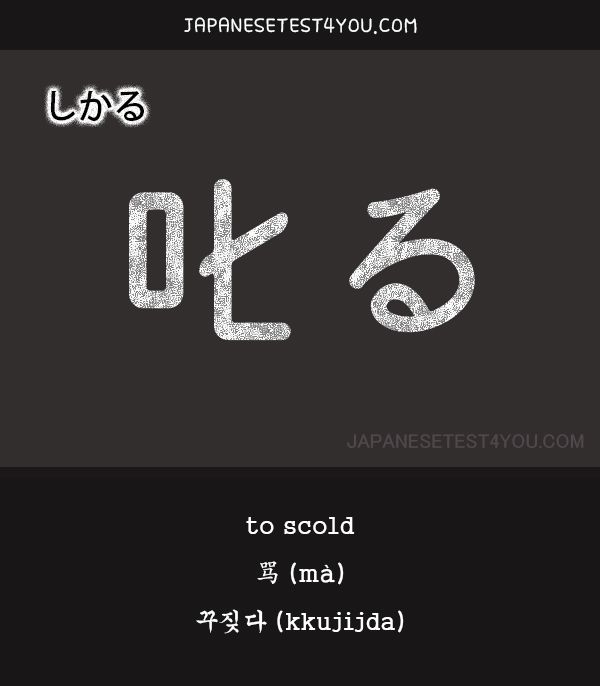 JAPANESETEST4YOU.COM
しかる
叱る
JAPANESETEST4YOU.COM
to scold
骂 (mà)
꾸짖다 (kkujijda)